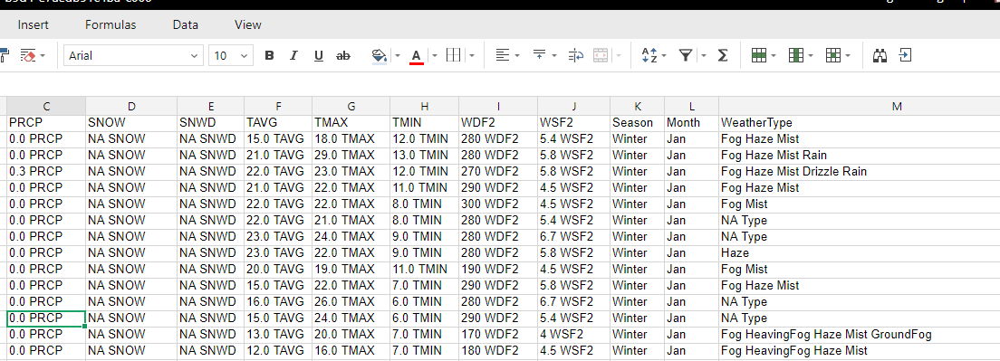 Insert Formulas Data View
Arial 10 B I U ab A Σ
C D E F G H I J K L M
PRCP SNOW SNWD TAVG TMAX TMIN WDF2 WSF2 Season Month WeatherType
0.0 PRCP NA SNOW NA SNWD 15.0 TAVG 18.0 TMAX 12.0 TMIN 280 WDF2 5.4 WSF2 Winter Jan Fog Haze Mist
0.0 PRCP NA SNOW NA SNWD 21.0 TAVG 29.0 TMAX 13.0 TMIN 280 WDF2 5.8 WSF2 Winter Jan Fog Haze Mist Rain
0.3 PRCP NA SNOW NA SNWD 22.0 TAVG 23.0 TMAX 12.0 TMIN 270 WDF2 5.8 WSF2 Winter Jan Fog Haze Mist Drizzle Rain
0.0 PRCP NA SNOW NA SNWD 21.0 TAVG 22.0 TMAX 11.0 TMIN 290 WDF2 4.5 WSF2 Winter Jan Fog Haze Mist
0.0 PRCP NA SNOW NA SNWD 22.0 TAVG 22.0 TMAX 8.0 TMIN 300 WDF2 4.5 WSF2 Winter Jan Fog Mist
0.0 PRCP NA SNOW NA SNWD 22.0 TAVG 21.0 TMAX 8.0 TMIN 280 WDF2 5.4 WSF2 Winter Jan NA Type
0.0 PRCP NA SNOW NA SNWD 23.0 TAVG 24.0 TMAX 9.0 TMIN 280 WDF2 6.7 WSF2 Winter Jan NA Type
0.0 PRCP NA SNOW NA SNWD 23.0 TAVG 22.0 TMAX 9.0 TMIN 280 WDF2 5.8 WSF2 Winter Jan Haze
0.0 PRCP NA SNOW NA SNWD 20.0 TAVG 19.0 TMAX 11.0 TMIN 190 WDF2 4.5 WSF2 Winter Jan Fog Mist
0.0 PRCP NA SNOW NA SNWD 15.0 TAVG 22.0 TMAX 7.0 TMIN 290 WDF2 5.8 WSF2 Winter Jan Fog Haze Mist
0.0 PRCP NA SNOW NA SNWD 16.0 TAVG 26.0 TMAX 6.0 TMIN 280 WDF2 6.7 WSF2 Winter Jan NA Type
0.0 PRCP NA SNOW NA SNWD 15.0 TAVG 24.0 TMAX 6.0 TMIN 290 WDF2 5.4 WSF2 Winter Jan NA Type
0.0 PRCP NA SNOW NA SNWD 13.0 TAVG 20.0 TMAX 7.0 TMIN 170 WDF2 4 WSF2 Winter Jan Fog HeavingFog Haze Mist GroundFog
0.0 PRCP NA SNOW NA SNWD 12.0 TAVG 16.0 TMAX 7.0 TMIN 180 WDF2 4.5 WSF2 Winter Jan Fog HeavingFog Haze Mist